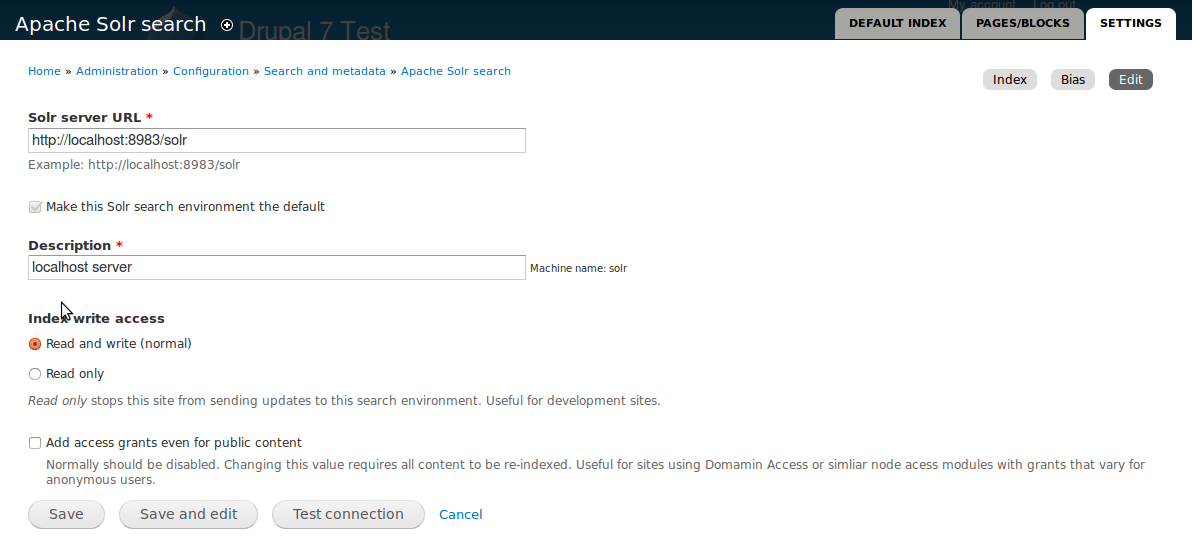 My account Log out
Apache Solr search
Drupal 7 Test
DEFAULT INDEX PAGES/BLOCKS SETTINGS
Home » Administration » Configuration » Search and metadata » Apache Solr search
Index Bias Edit
Solr server URL *
http://localhost:8983/solr
Example: http://localhost:8983/solr
Make this Solr search environment the default
Description *
localhost server Machine name: solr
Index write access
Read and write (normal)
Read only
Read only stops this site from sending updates to this search environment. Useful for development sites.
Add access grants even for public content
Normally should be disabled. Changing this value requires all content to be re-indexed. Useful for sites using Domamin Access or simliar node acess modules with grants that vary for
anonymous users.
Save Save and edit Test connection Cancel